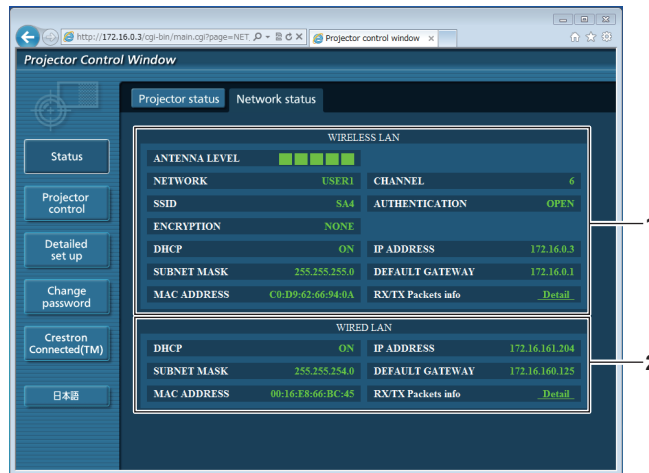 http://172.16.0.3/cgi-bin/main.cgi?page=NET
Projector control window
Projector Control Window
Projector status
Network status
Status
Projector
control
Detailed
set up
Change
password
Crestron
Connected(TM)
日本語
WIRELESS LAN
ANTENNA LEVEL
NETWORK USER1 CHANNEL 6
SSID SA4 AUTHENTICATION OPEN
ENCRYPTION NONE
DHCP ON IP ADDRESS 172.16.0.3
SUBNET MASK 255.255.255.0 DEFAULT GATEWAY 172.16.0.1
MAC ADDRESS C0:D9:62:66:94:0A RX/TX Packets info Detail
WIRED LAN
DHCP ON IP ADDRESS 172.16.161.204
SUBNET MASK 255.255.254.0 DEFAULT GATEWAY 172.16.160.125
MAC ADDRESS 00:16:E8:66:BC:45 RX/TX Packets info Detail
2